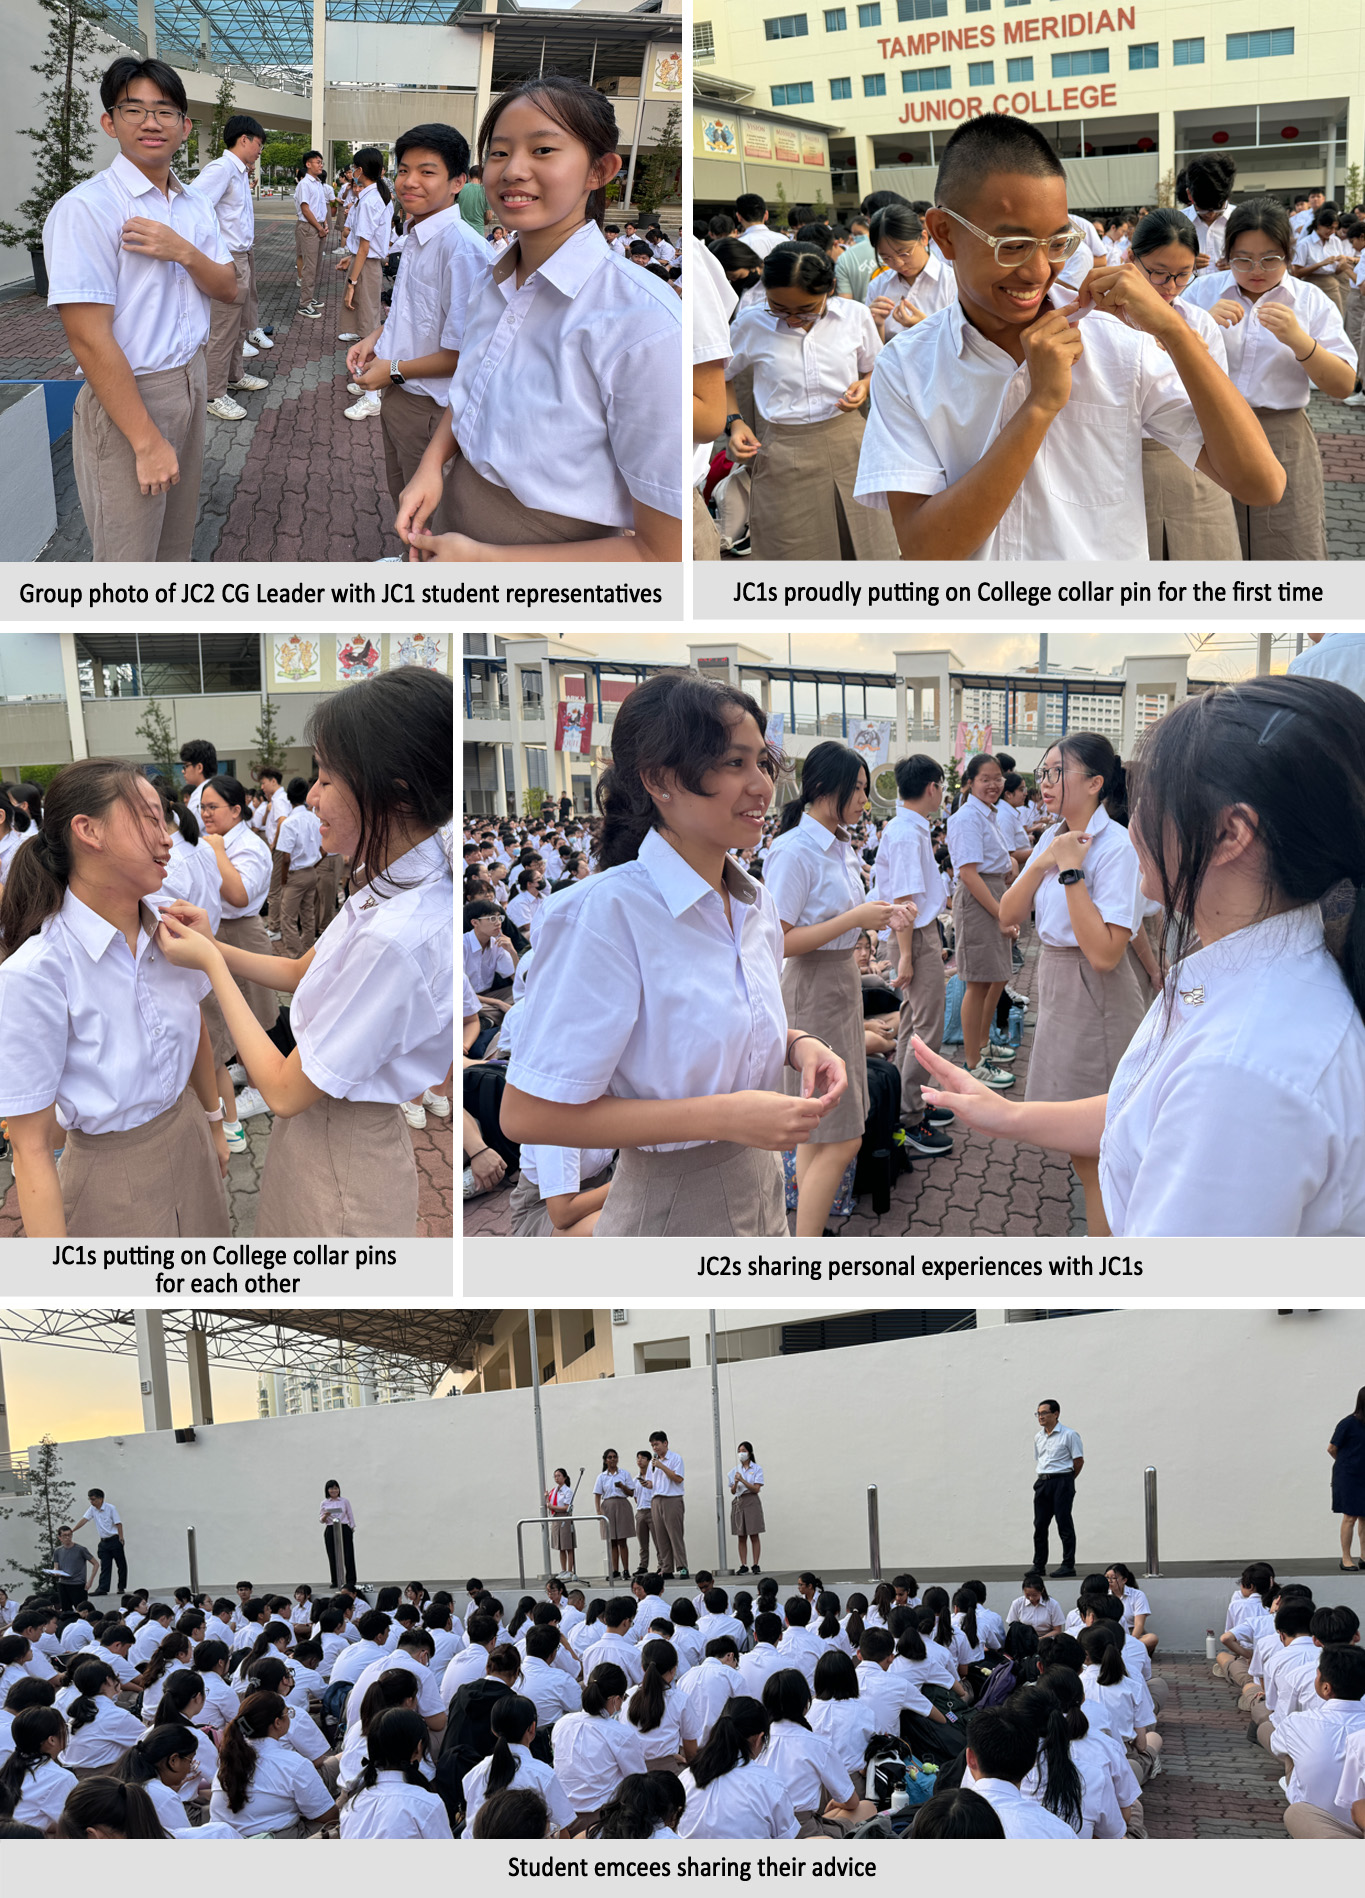 TAMPINES MERIDIAN
JUNIOR COLLEGE
VISION
MISSION
Group photo of JC2 CG Leader with JC1 student representatives
JC1s proudly putting on College collar pin for the first time
JC1s putting on College collar pins
for each other
JC2s sharing personal experiences with JC1s
Student emcees sharing their advice